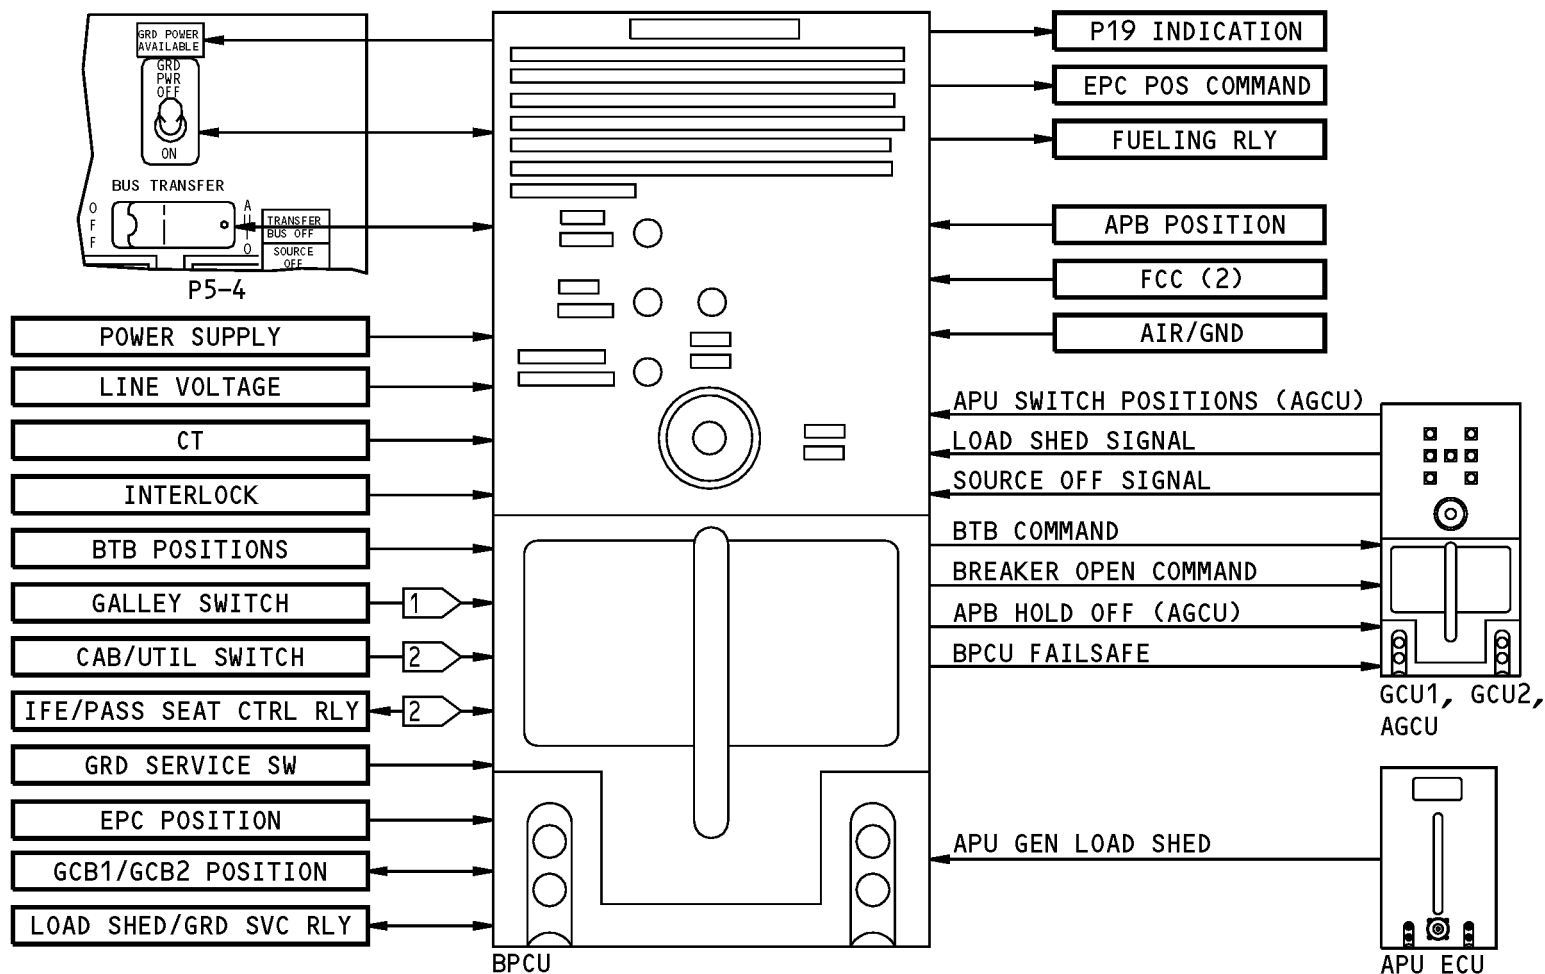 GRD POWER
AVAILABLE
GRD
PWR
OFF
ON
BUS TRANSFER
OFF
AUTO
TRANSFER
BUS OFF
SOURCE
OFF
P5-4
POWER SUPPLY
LINE VOLTAGE
CT
INTERLOCK
BTB POSITIONS
GALLEY SWITCH
1
CAB/UTIL SWITCH
2
IFE/PASS SEAT CTRL RLY
2
GRD SERVICE SW
EPC POSITION
GCB1/GCB2 POSITION
LOAD SHED/GRD SVC RLY
BPCU
P19 INDICATION
EPC POS COMMAND
FUELING RLY
APB POSITION
FCC (2)
AIR/GND
APU SWITCH POSITIONS (AGCU)
LOAD SHED SIGNAL
SOURCE OFF SIGNAL
BTB COMMAND
BREAKER OPEN COMMAND
APB HOLD OFF (AGCU)
BPCU FAILSAFE
GCU1, GCU2,
AGCU
APU GEN LOAD SHED
APU ECU